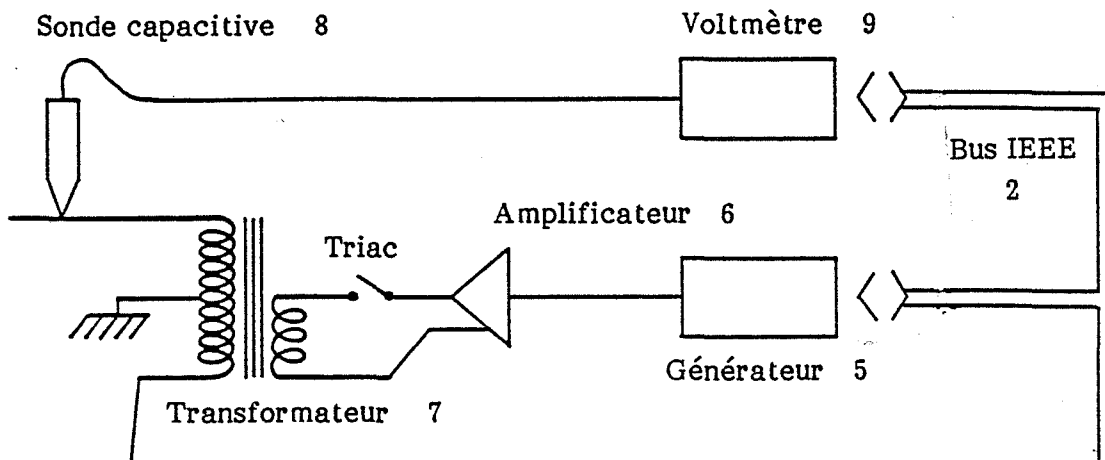 Sonde capacitive 8
Voltmètre 9
Bus IEEE
2
Amplificateur 6
Triac
Générateur 5
Transformateur 7